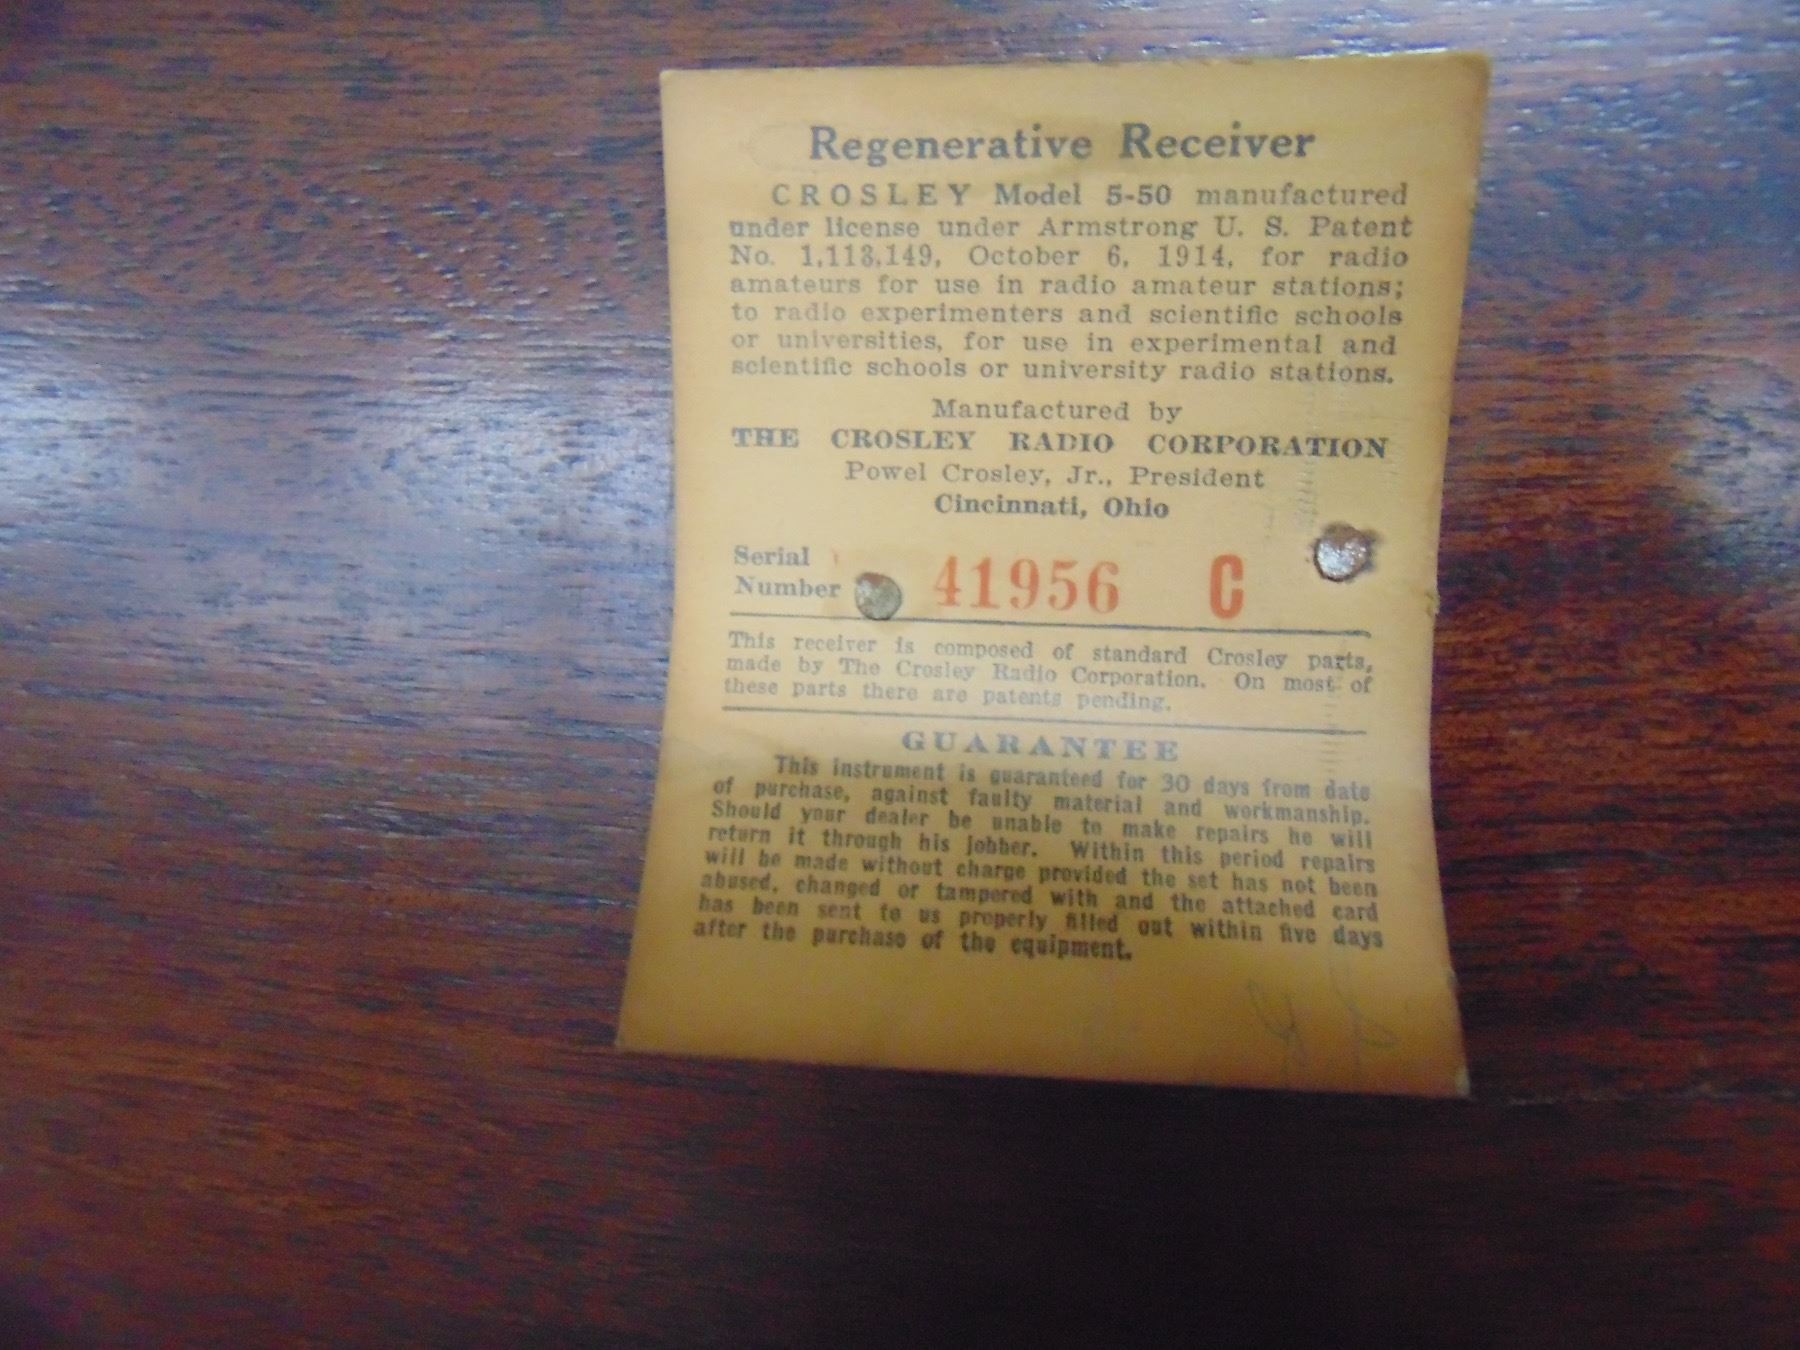 Regenerative Receiver
CROSLEY Model 5-50 manufactured
under license under Armstrong U. S. Patent
No. 1,113,149, October 6, 1914, for radio
amateurs for use in radio amateur stations;
to radio experimenters and scientific schools
or universities, for use in experimental and
scientific schools or university radio stations.
Manufactured by
THE CROSLEY RADIO CORPORATION
Powel Crosley, Jr., President
Cincinnati, Ohio
Serial
Number 41956 C
This receiver is composed of standard Crosley parts,
made by The Crosley Radio Corporation. On most of
these parts there are patents pending.
GUARANTEE
This instrument is guaranteed for 30 days from date
of purchase, against faulty material and workmanship.
Should your dealer be unable to make repairs he will
return it through his jobber. Within this period repairs
will be made without charge provided the set has not been
abused, changed or tampered with and the attached card
has been sent to us properly filled out within five days
after the purchase of the equipment.